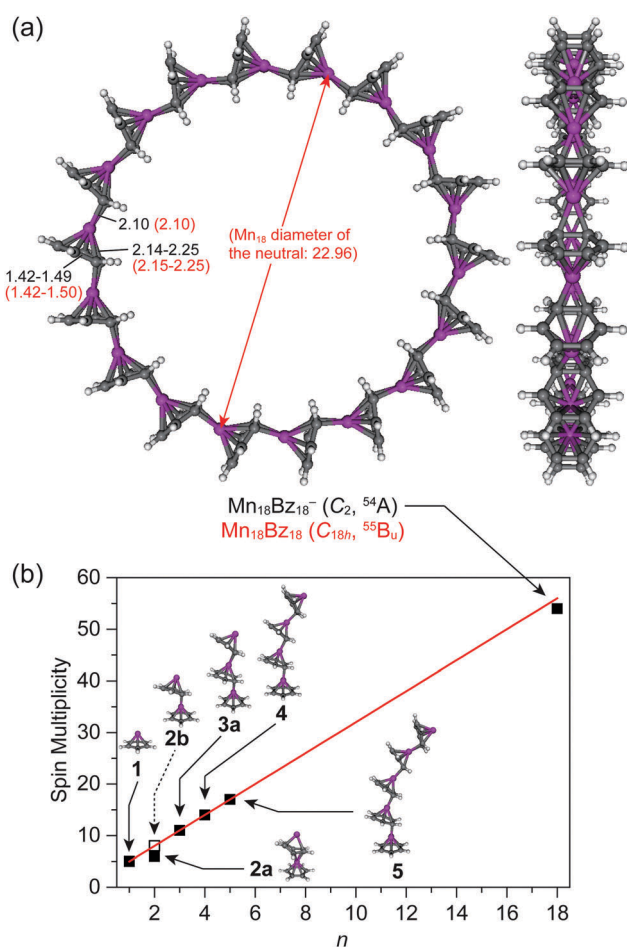 (a)
2.10 (2.10)
2.14-2.25
(2.15-2.25)
1.42-1.49
(1.42-1.50)
(Mn₁₈ diameter of
the neutral: 22.96)
Mn₁₈Bz₁₈⁻ (C₂, ⁵⁴A)
Mn₁₈Bz₁₈ (C₁₈ₕ, ⁵⁵Bᵤ)
(b)
Spin Multiplicity
60
50
40
30
20
10
0
1
2b
3a
4
2a
5
2 4 6 8 10 12 14 16 18
n